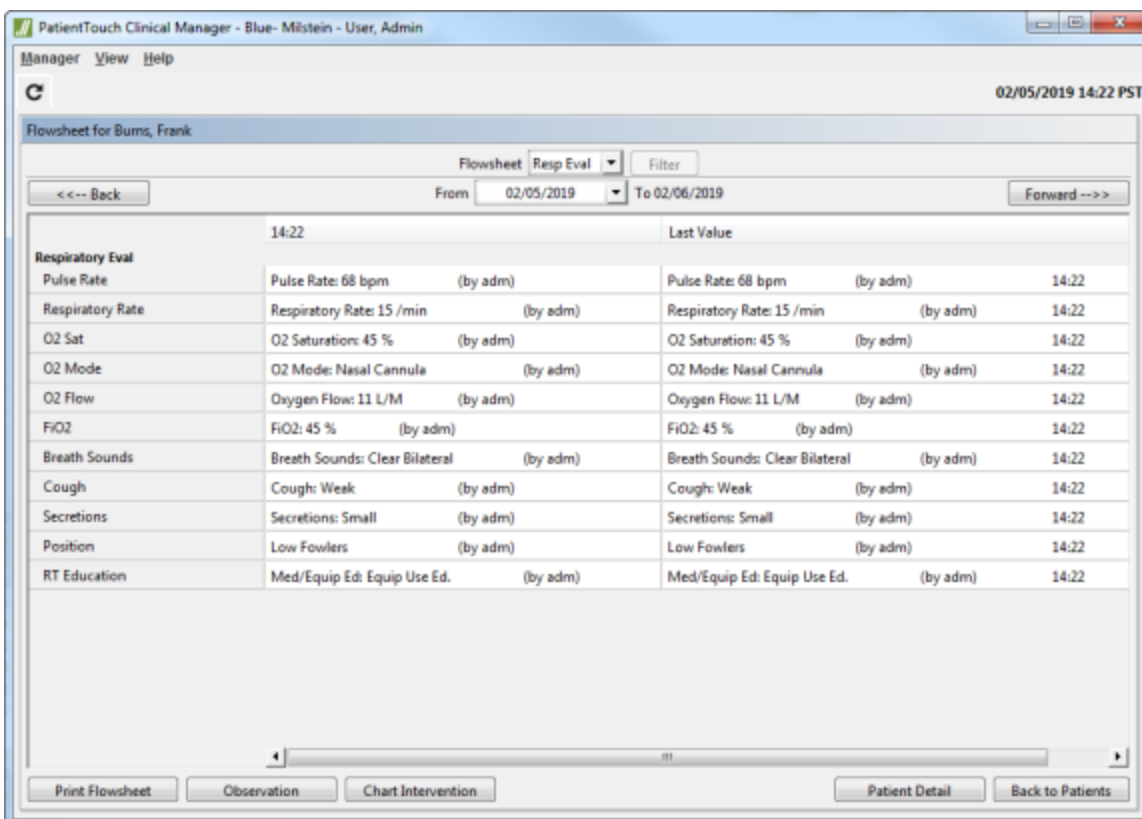 PatientTouch Clinical Manager - Blue- Milstein - User, Admin
Manager View Help
02/05/2019 14:22 PST
Flowsheet for Burns, Frank
Flowsheet Resp Eval Filter
<<-- Back From 02/05/2019 To 02/06/2019 Forward -->>
14:22 Last Value
Respiratory Eval
Pulse Rate Pulse Rate: 68 bpm (by adm) Pulse Rate: 68 bpm (by adm) 14:22
Respiratory Rate Respiratory Rate: 15 /min (by adm) Respiratory Rate: 15 /min (by adm) 14:22
O2 Sat O2 Saturation: 45 % (by adm) O2 Saturation: 45 % (by adm) 14:22
O2 Mode O2 Mode: Nasal Cannula (by adm) O2 Mode: Nasal Cannula (by adm) 14:22
O2 Flow Oxygen Flow: 11 L/M (by adm) Oxygen Flow: 11 L/M (by adm) 14:22
FiO2 FiO2: 45 % (by adm) FiO2: 45 % (by adm) 14:22
Breath Sounds Breath Sounds: Clear Bilateral (by adm) Breath Sounds: Clear Bilateral (by adm) 14:22
Cough Cough: Weak (by adm) Cough: Weak (by adm) 14:22
Secretions Secretions: Small (by adm) Secretions: Small (by adm) 14:22
Position Low Fowlers (by adm) Low Fowlers (by adm) 14:22
RT Education Med/Equip Ed: Equip Use Ed. (by adm) Med/Equip Ed: Equip Use Ed. (by adm) 14:22
Print Flowsheet Observation Chart Intervention Patient Detail Back to Patients